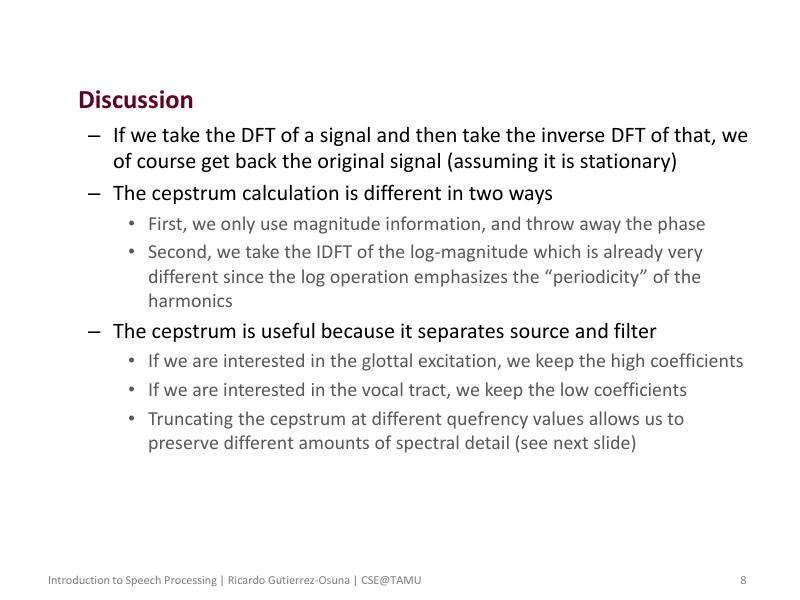 Discussion
– If we take the DFT of a signal and then take the inverse DFT of that, we
of course get back the original signal (assuming it is stationary)
– The cepstrum calculation is different in two ways
• First, we only use magnitude information, and throw away the phase
• Second, we take the IDFT of the log-magnitude which is already very
different since the log operation emphasizes the “periodicity” of the
harmonics
– The cepstrum is useful because it separates source and filter
• If we are interested in the glottal excitation, we keep the high coefficients
• If we are interested in the vocal tract, we keep the low coefficients
• Truncating the cepstrum at different quefrency values allows us to
preserve different amounts of spectral detail (see next slide)
Introduction to Speech Processing | Ricardo Gutierrez-Osuna | CSE@TAMU 8